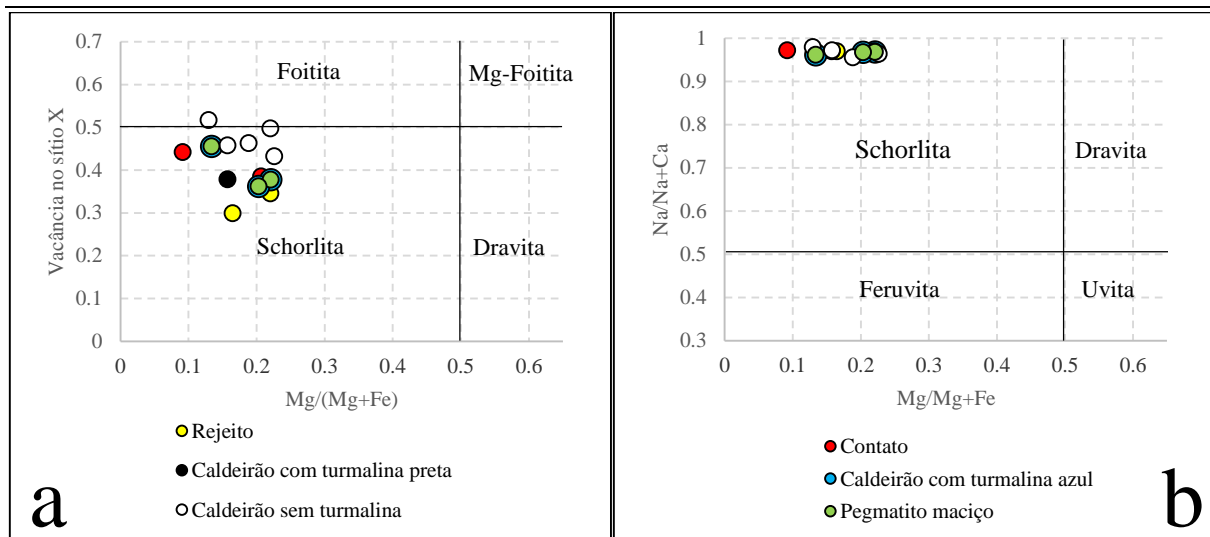 0.7
0.6
0.5
0.4
0.3
0.2
0.1
0
Vacância no sítio X
Foitita
Mg-Foitita
Schorlita
Dravita
0 0.1 0.2 0.3 0.4 0.5 0.6
Mg/(Mg+Fe)
Rejeito
Caldeirão com turmalina preta
Caldeirão sem turmalina
a
1
0.9
0.8
0.7
0.6
0.5
0.4
0.3
Na/Na+Ca
Schorlita
Dravita
Feruvita
Uvita
0 0.1 0.2 0.3 0.4 0.5 0.6
Mg/Mg+Fe
Contato
Caldeirão com turmalina azul
Pegmatito maciço
b